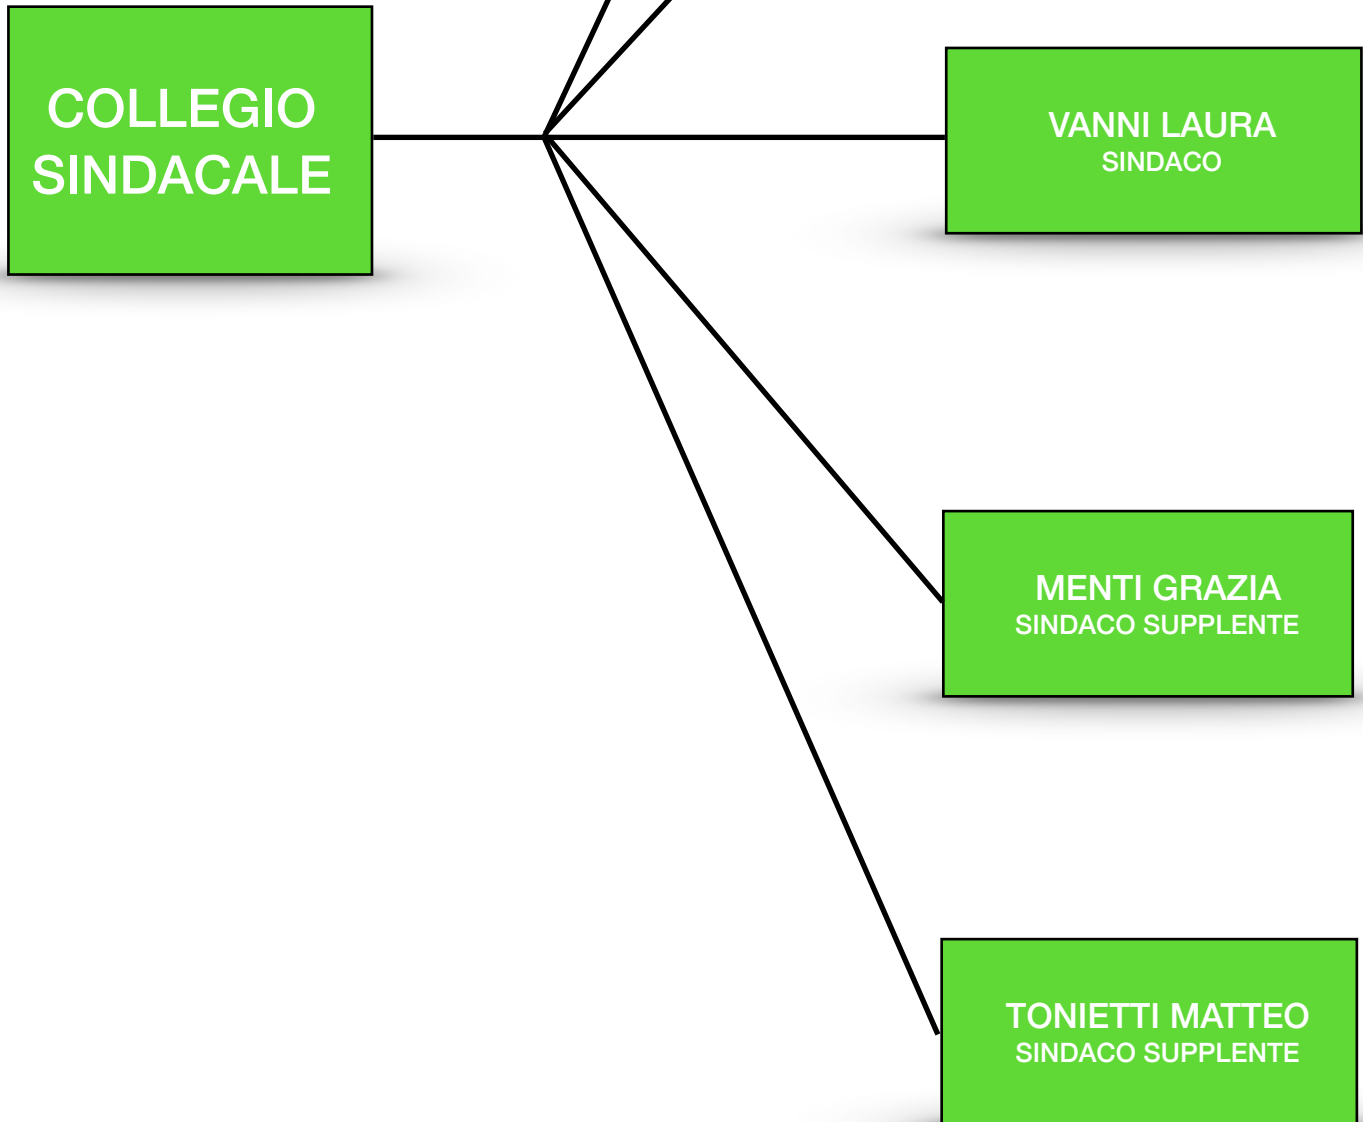 COLLEGIO
SINDACALE
VANNI LAURA
SINDACO
MENTI GRAZIA
SINDACO SUPPLENTE
TONIETTI MATTEO
SINDACO SUPPLENTE